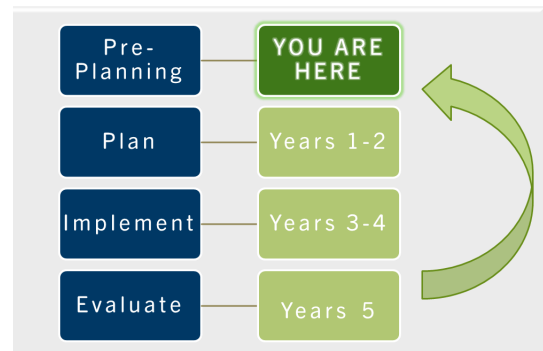 Pre-
Planning
YOU ARE
HERE
Plan
Years 1-2
Implement
Years 3-4
Evaluate
Years 5